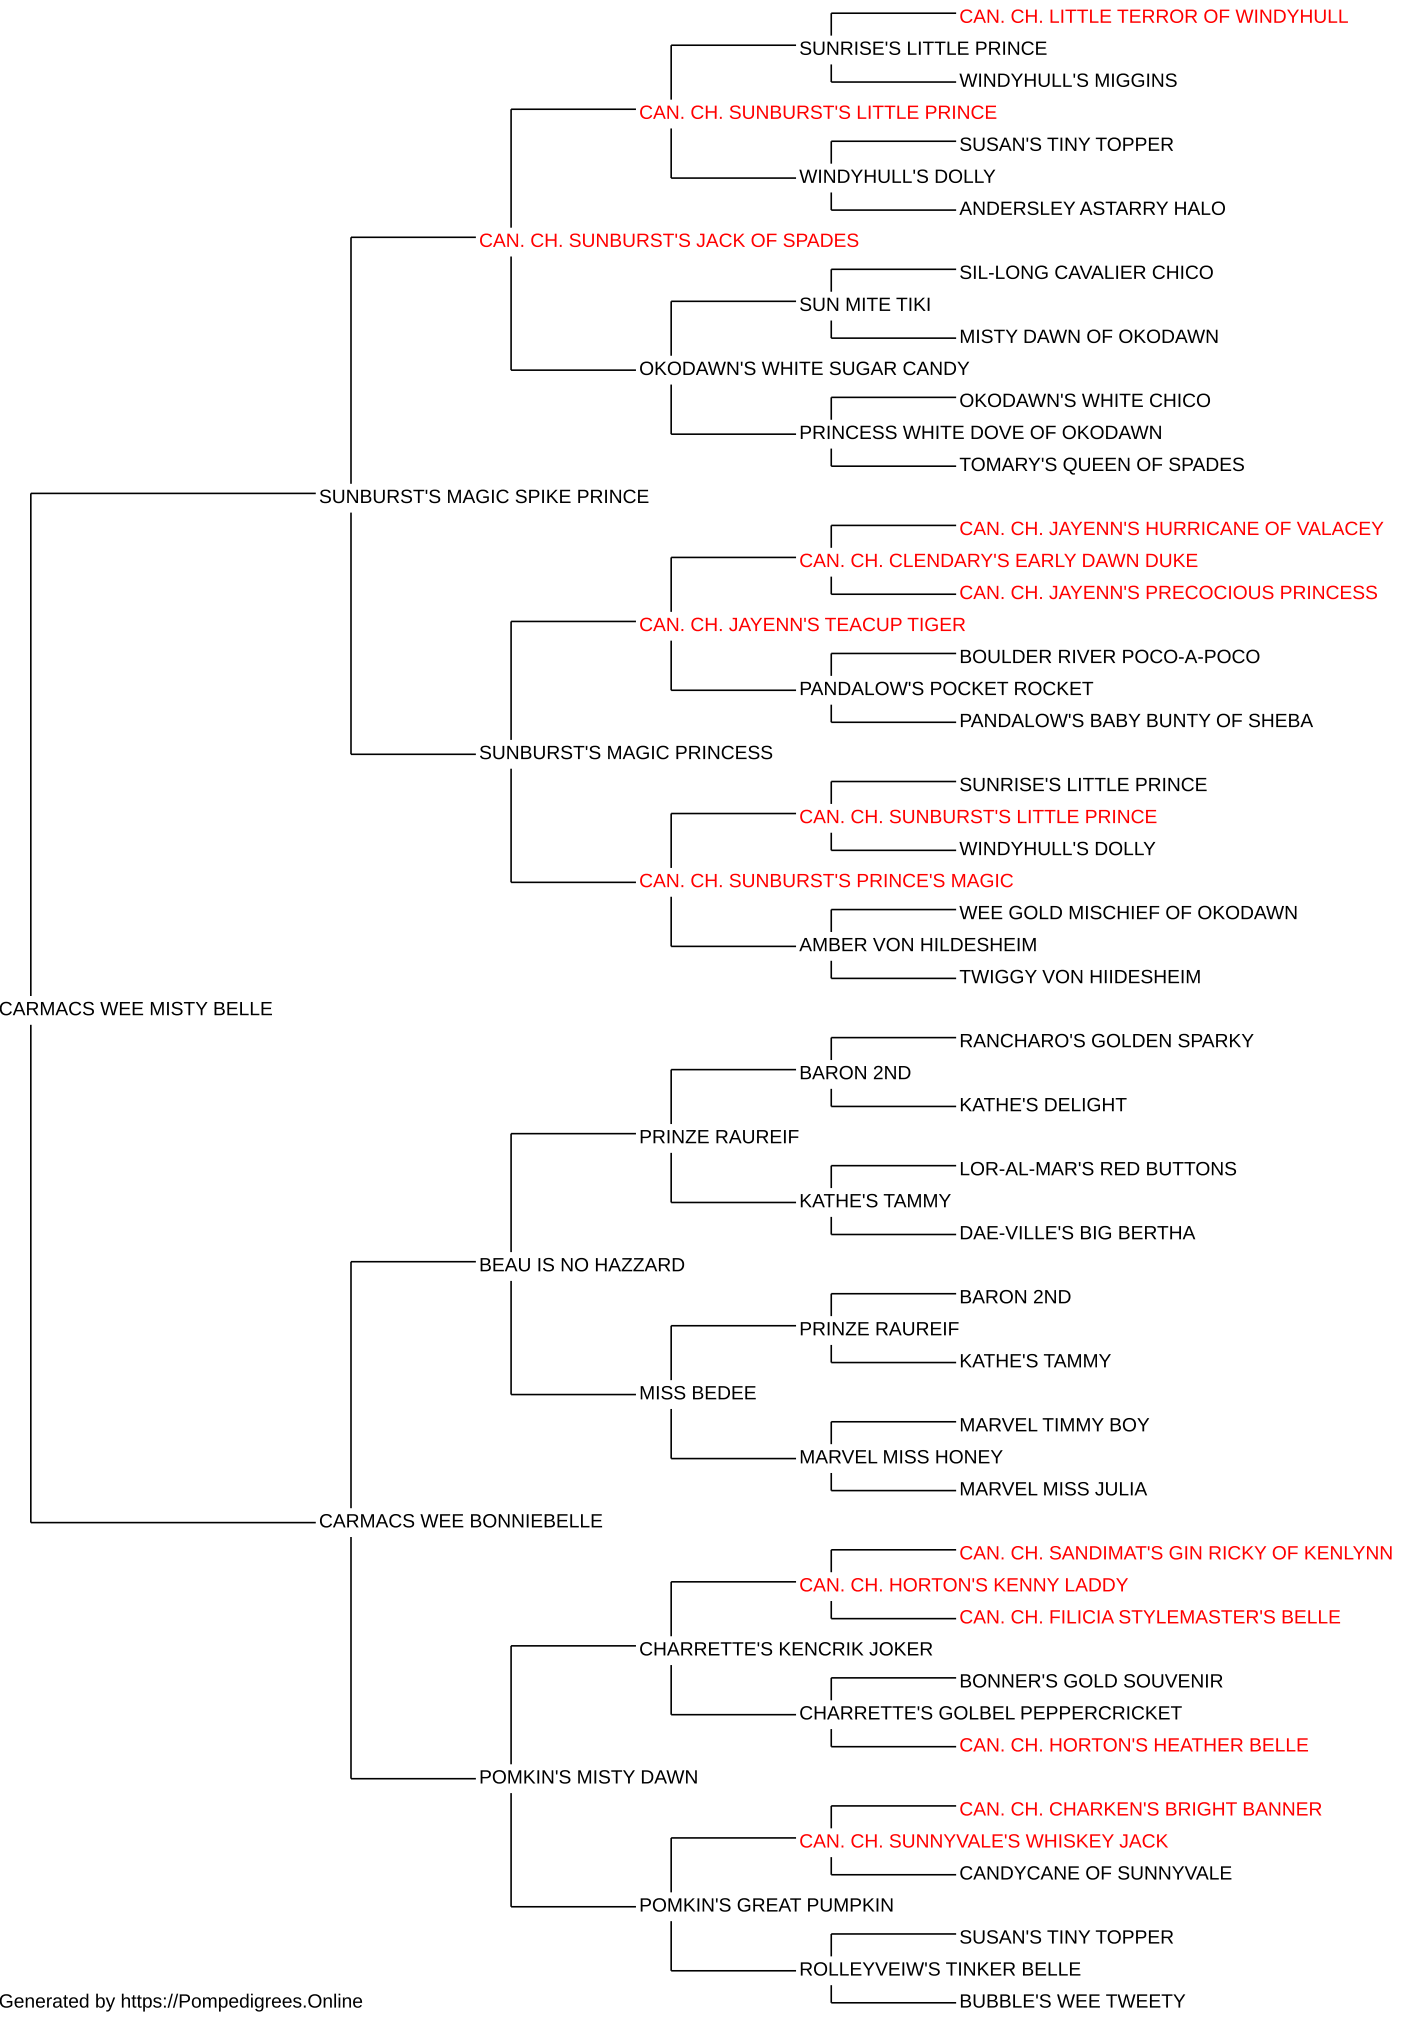 CAN. CH. LITTLE TERROR OF WINDYHULL
SUNRISE'S LITTLE PRINCE
WINDYHULL'S MIGGINS
CAN. CH. SUNBURST'S LITTLE PRINCE
SUSAN'S TINY TOPPER
WINDYHULL'S DOLLY
ANDERSLEY ASTARRY HALO
CAN. CH. SUNBURST'S JACK OF SPADES
SIL-LONG CAVALIER CHICO
SUN MITE TIKI
MISTY DAWN OF OKODAWN
OKODAWN'S WHITE SUGAR CANDY
OKODAWN'S WHITE CHICO
PRINCESS WHITE DOVE OF OKODAWN
TOMARY'S QUEEN OF SPADES
SUNBURST'S MAGIC SPIKE PRINCE
CAN. CH. JAYENN'S HURRICANE OF VALACEY
CAN. CH. CLENDARY'S EARLY DAWN DUKE
CAN. CH. JAYENN'S PRECOCIOUS PRINCESS
CAN. CH. JAYENN'S TEACUP TIGER
BOULDER RIVER POCO-A-POCO
PANDALOW'S POCKET ROCKET
PANDALOW'S BABY BUNTY OF SHEBA
SUNBURST'S MAGIC PRINCESS
SUNRISE'S LITTLE PRINCE
CAN. CH. SUNBURST'S LITTLE PRINCE
WINDYHULL'S DOLLY
CAN. CH. SUNBURST'S PRINCE'S MAGIC
WEE GOLD MISCHIEF OF OKODAWN
AMBER VON HILDESHEIM
TWIGGY VON HIIDESHEIM
CARMACS WEE MISTY BELLE
RANCHARO'S GOLDEN SPARKY
BARON 2ND
KATHE'S DELIGHT
PRINZE RAUREIF
LOR-AL-MAR'S RED BUTTONS
KATHE'S TAMMY
DAE-VILLE'S BIG BERTHA
BEAU IS NO HAZZARD
BARON 2ND
PRINZE RAUREIF
KATHE'S TAMMY
MISS BEDEE
MARVEL TIMMY BOY
MARVEL MISS HONEY
MARVEL MISS JULIA
CARMACS WEE BONNIEBELLE
CAN. CH. SANDIMAT'S GIN RICKY OF KENLYNN
CAN. CH. HORTON'S KENNY LADDY
CAN. CH. FILICIA STYLEMASTER'S BELLE
CHARRETTE'S KENCRIK JOKER
BONNER'S GOLD SOUVENIR
CHARRETTE'S GOLBEL PEPPERCRICKET
CAN. CH. HORTON'S HEATHER BELLE
POMKIN'S MISTY DAWN
CAN. CH. CHARKEN'S BRIGHT BANNER
CAN. CH. SUNNYVALE'S WHISKEY JACK
CANDYCANE OF SUNNYVALE
POMKIN'S GREAT PUMPKIN
SUSAN'S TINY TOPPER
ROLLEYVEIW'S TINKER BELLE
BUBBLE'S WEE TWEETY
Generated by https://Pompedigrees.Online